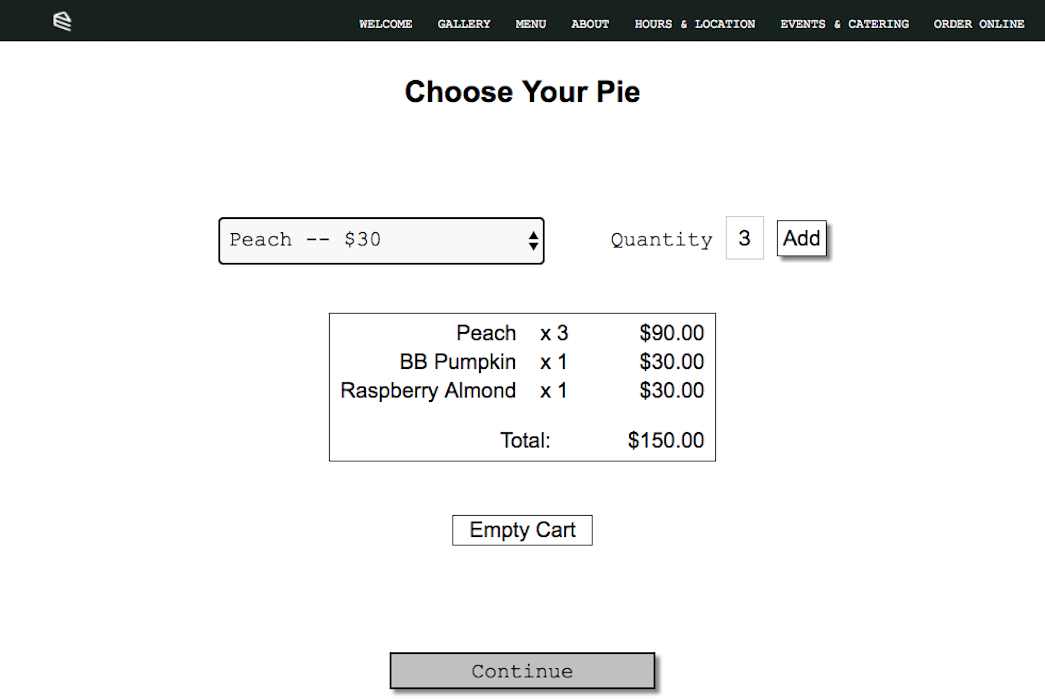 WELCOME GALLERY MENU ABOUT HOURS & LOCATION EVENTS & CATERING ORDER ONLINE
Choose Your Pie
Peach -- $30 Quantity 3 Add
Peach x 3 $90.00
BB Pumpkin x 1 $30.00
Raspberry Almond x 1 $30.00
Total: $150.00
Empty Cart
Continue